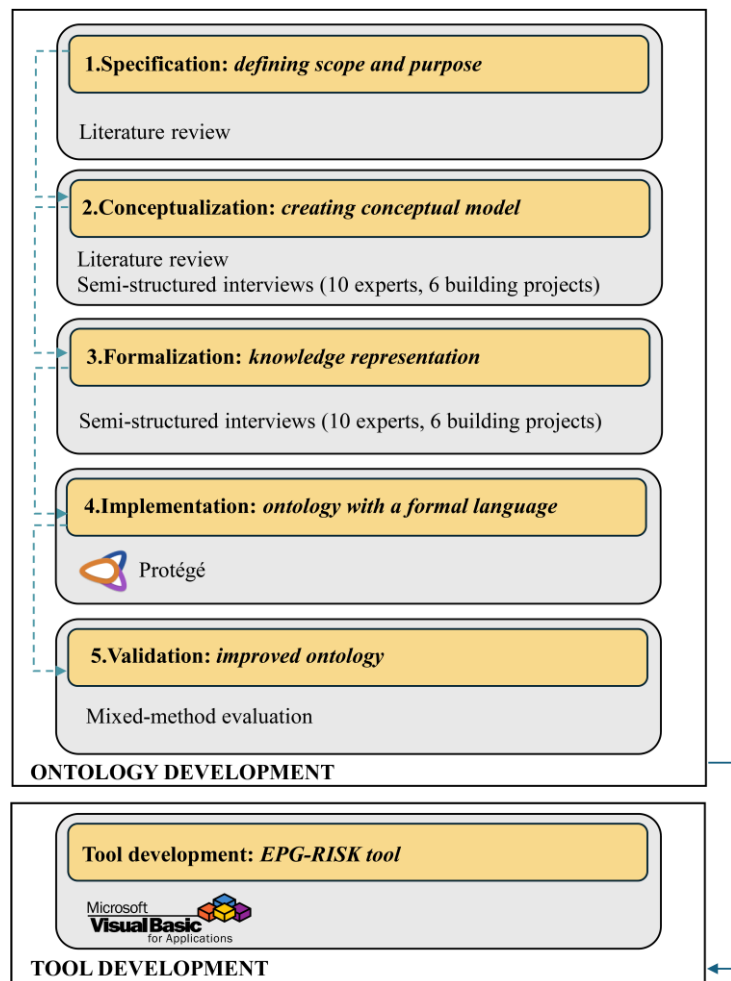 1.Specification: defining scope and purpose
Literature review
2.Conceptualization: creating conceptual model
Literature review
Semi-structured interviews (10 experts, 6 building projects)
3.Formalization: knowledge representation
Semi-structured interviews (10 experts, 6 building projects)
4.Implementation: ontology with a formal language
Protégé
5.Validation: improved ontology
Mixed-method evaluation
ONTOLOGY DEVELOPMENT
Tool development: EPG-RISK tool
Microsoft
Visual Basic
for Applications
TOOL DEVELOPMENT